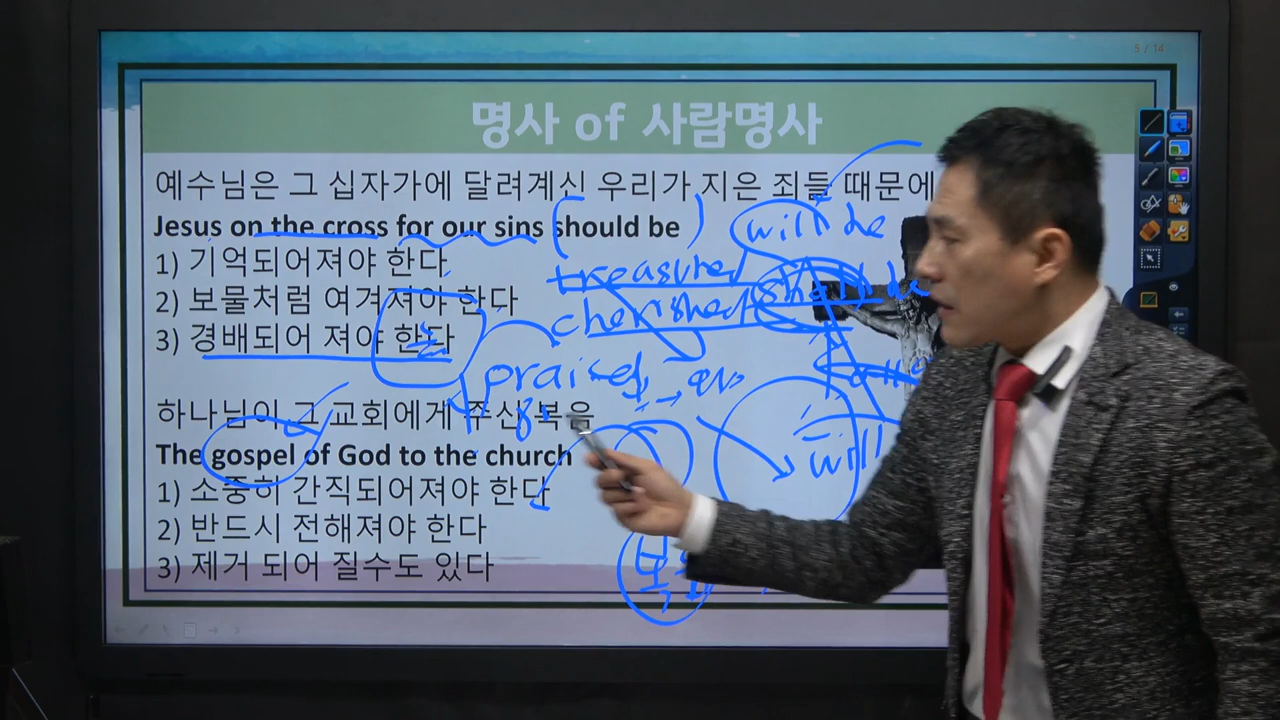 5 / 14
명사 of 사람명사
예수님은 그 십자가에 달려계신 우리가 지은 죄들 때문에
Jesus on the cross for our sins should be
( ) will be
1) 기억되어져야 한다
treasured
2) 보물처럼 여겨져야 한다
cherished shall be
3) 경배되어 져야 한다
praised
하나님이 그 교회에게 주신 복음
The gospel of God to the church
will
1) 소중히 간직되어져야 한다
2) 반드시 전해져야 한다
3) 제거 되어 질수도 있다